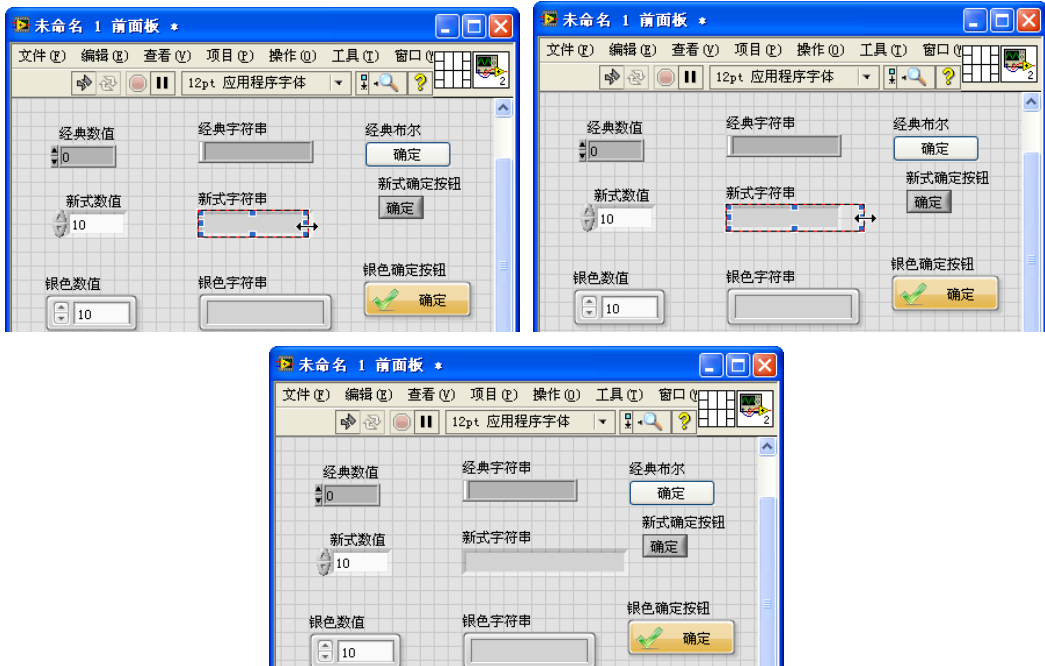 未命名 1 前面板 *
文件(F) 编辑(E) 查看(V) 项目(P) 操作(O) 工具(T) 窗口(W
12pt 应用程序字体
2
经典数值 经典字符串 经典布尔
0 确定
新式数值 新式字符串 新式确定按钮
10 确定
银色数值 银色字符串 银色确定按钮
10 确定
未命名 1 前面板 *
文件(F) 编辑(E) 查看(V) 项目(P) 操作(O) 工具(T) 窗口(W
12pt 应用程序字体
2
经典数值 经典字符串 经典布尔
0 确定
新式数值 新式字符串 新式确定按钮
10 确定
银色数值 银色字符串 银色确定按钮
10 确定
未命名 1 前面板 *
文件(F) 编辑(E) 查看(V) 项目(P) 操作(O) 工具(T) 窗口(W
12pt 应用程序字体
2
经典数值 经典字符串 经典布尔
0 确定
新式数值 新式字符串 新式确定按钮
10 确定
银色数值 银色字符串 银色确定按钮
10 确定